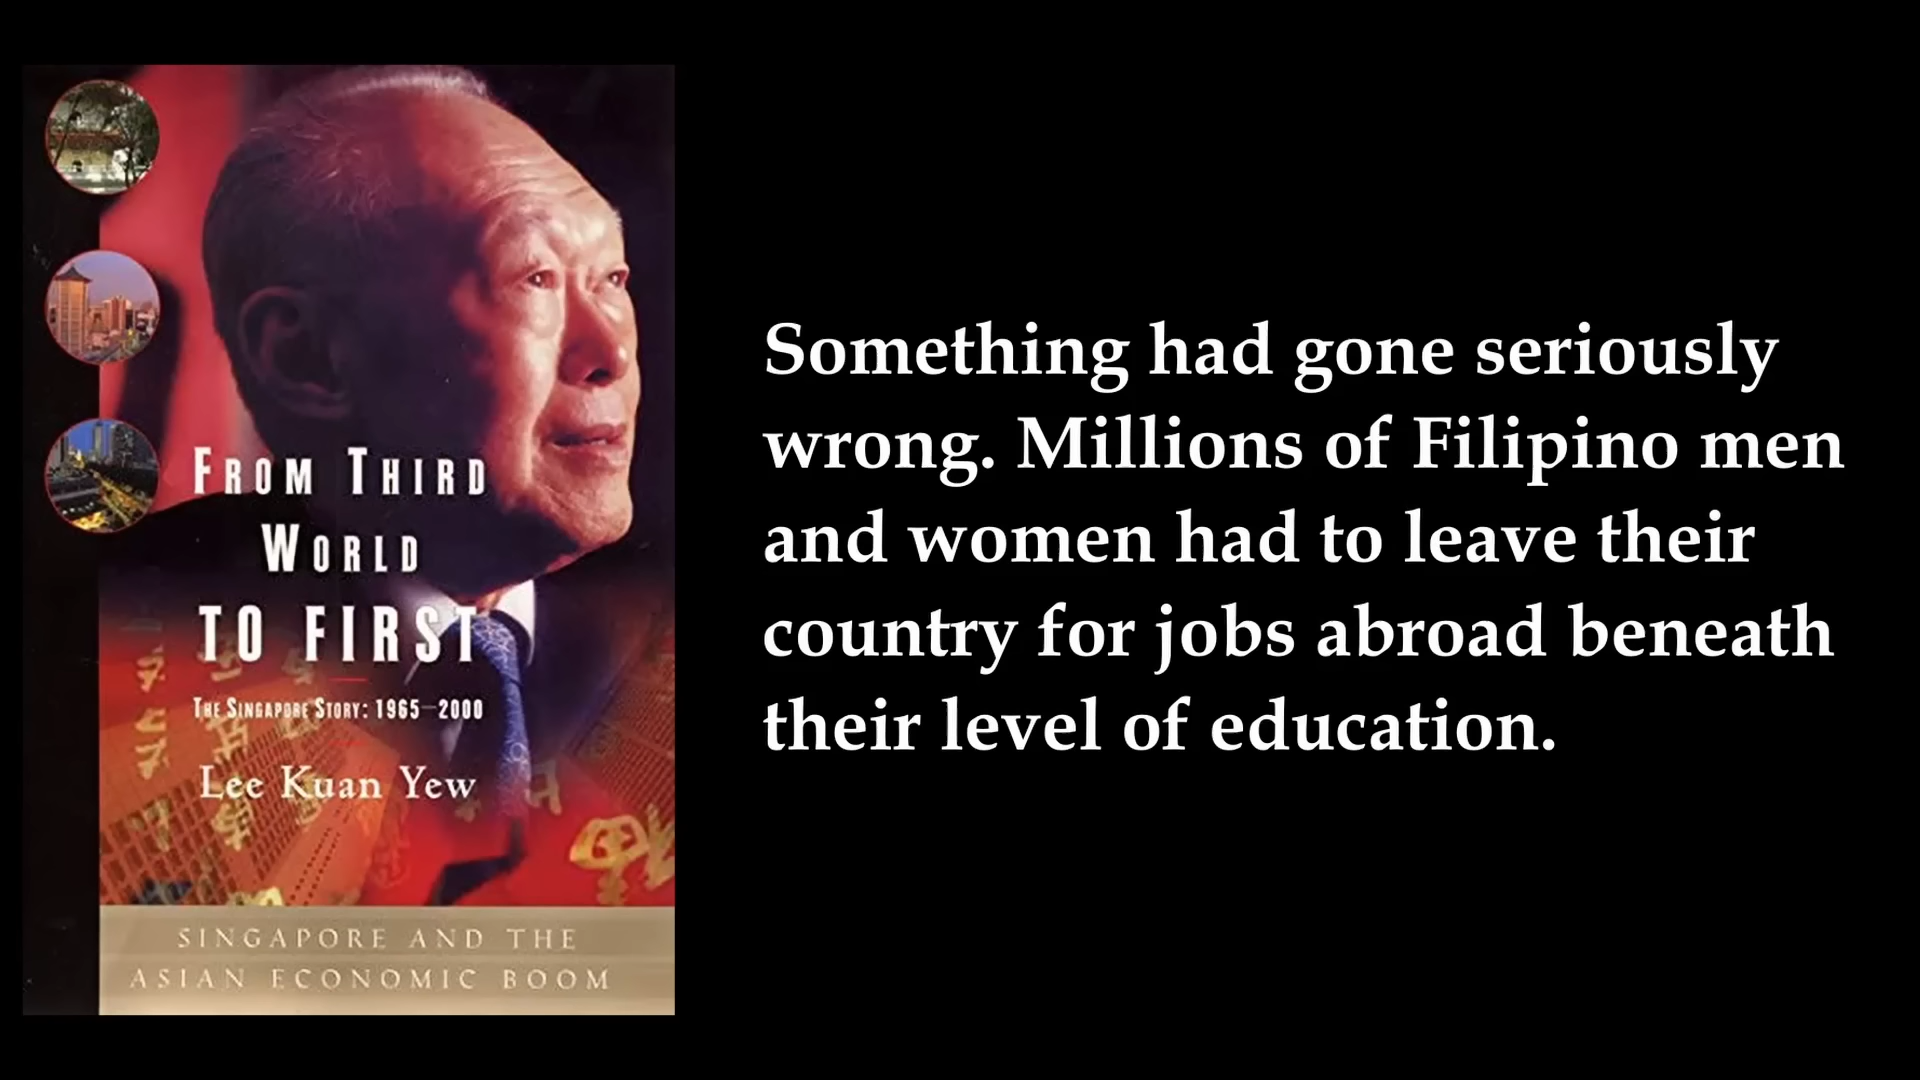 FROM THIRD
WORLD
TO FIRST
THE SINGAPORE STORY: 1965–2000
Lee Kuan Yew
SINGAPORE AND THE
ASIAN ECONOMIC BOOM
Something had gone seriously
wrong. Millions of Filipino men
and women had to leave their
country for jobs abroad beneath
their level of education.